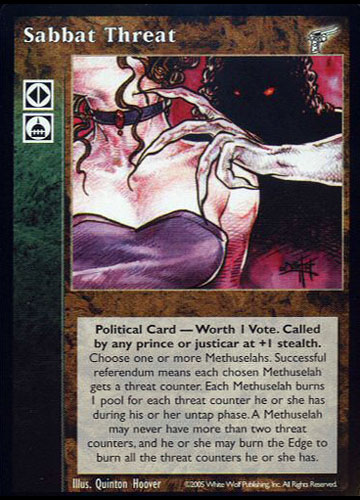 Sabbat Threat
Political Card — Worth 1 Vote. Called
by any prince or justicar at +1 stealth.
Choose one or more Methuselahs. Successful
referendum means each chosen Methuselah
gets a threat counter. Each Methuselah burns
1 pool for each threat counter he or she has
during his or her untap phase. A Methuselah
may never have more than two threat
counters, and he or she may burn the Edge to
burn all the threat counters he or she has.
Illus. Quinton Hoover ©2005 White Wolf Publishing, Inc. All Rights Reserved.